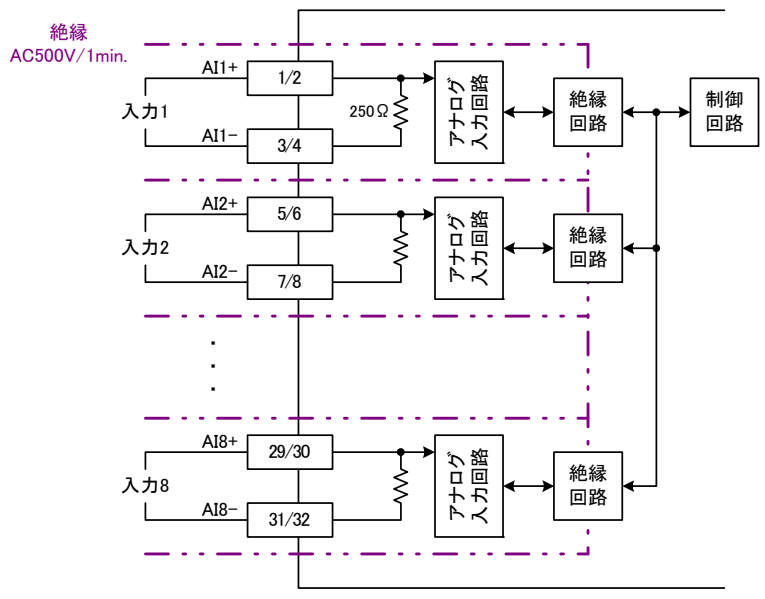 絶縁
AC500V/1min.
AI1+
1/2
入力1
250Ω
アナログ
入力回路
絶縁
回路
制御
回路
AI1-
3/4
AI2+
5/6
入力2
アナログ
入力回路
絶縁
回路
AI2-
7/8
AI8+
29/30
入力8
アナログ
入力回路
絶縁
回路
AI8-
31/32